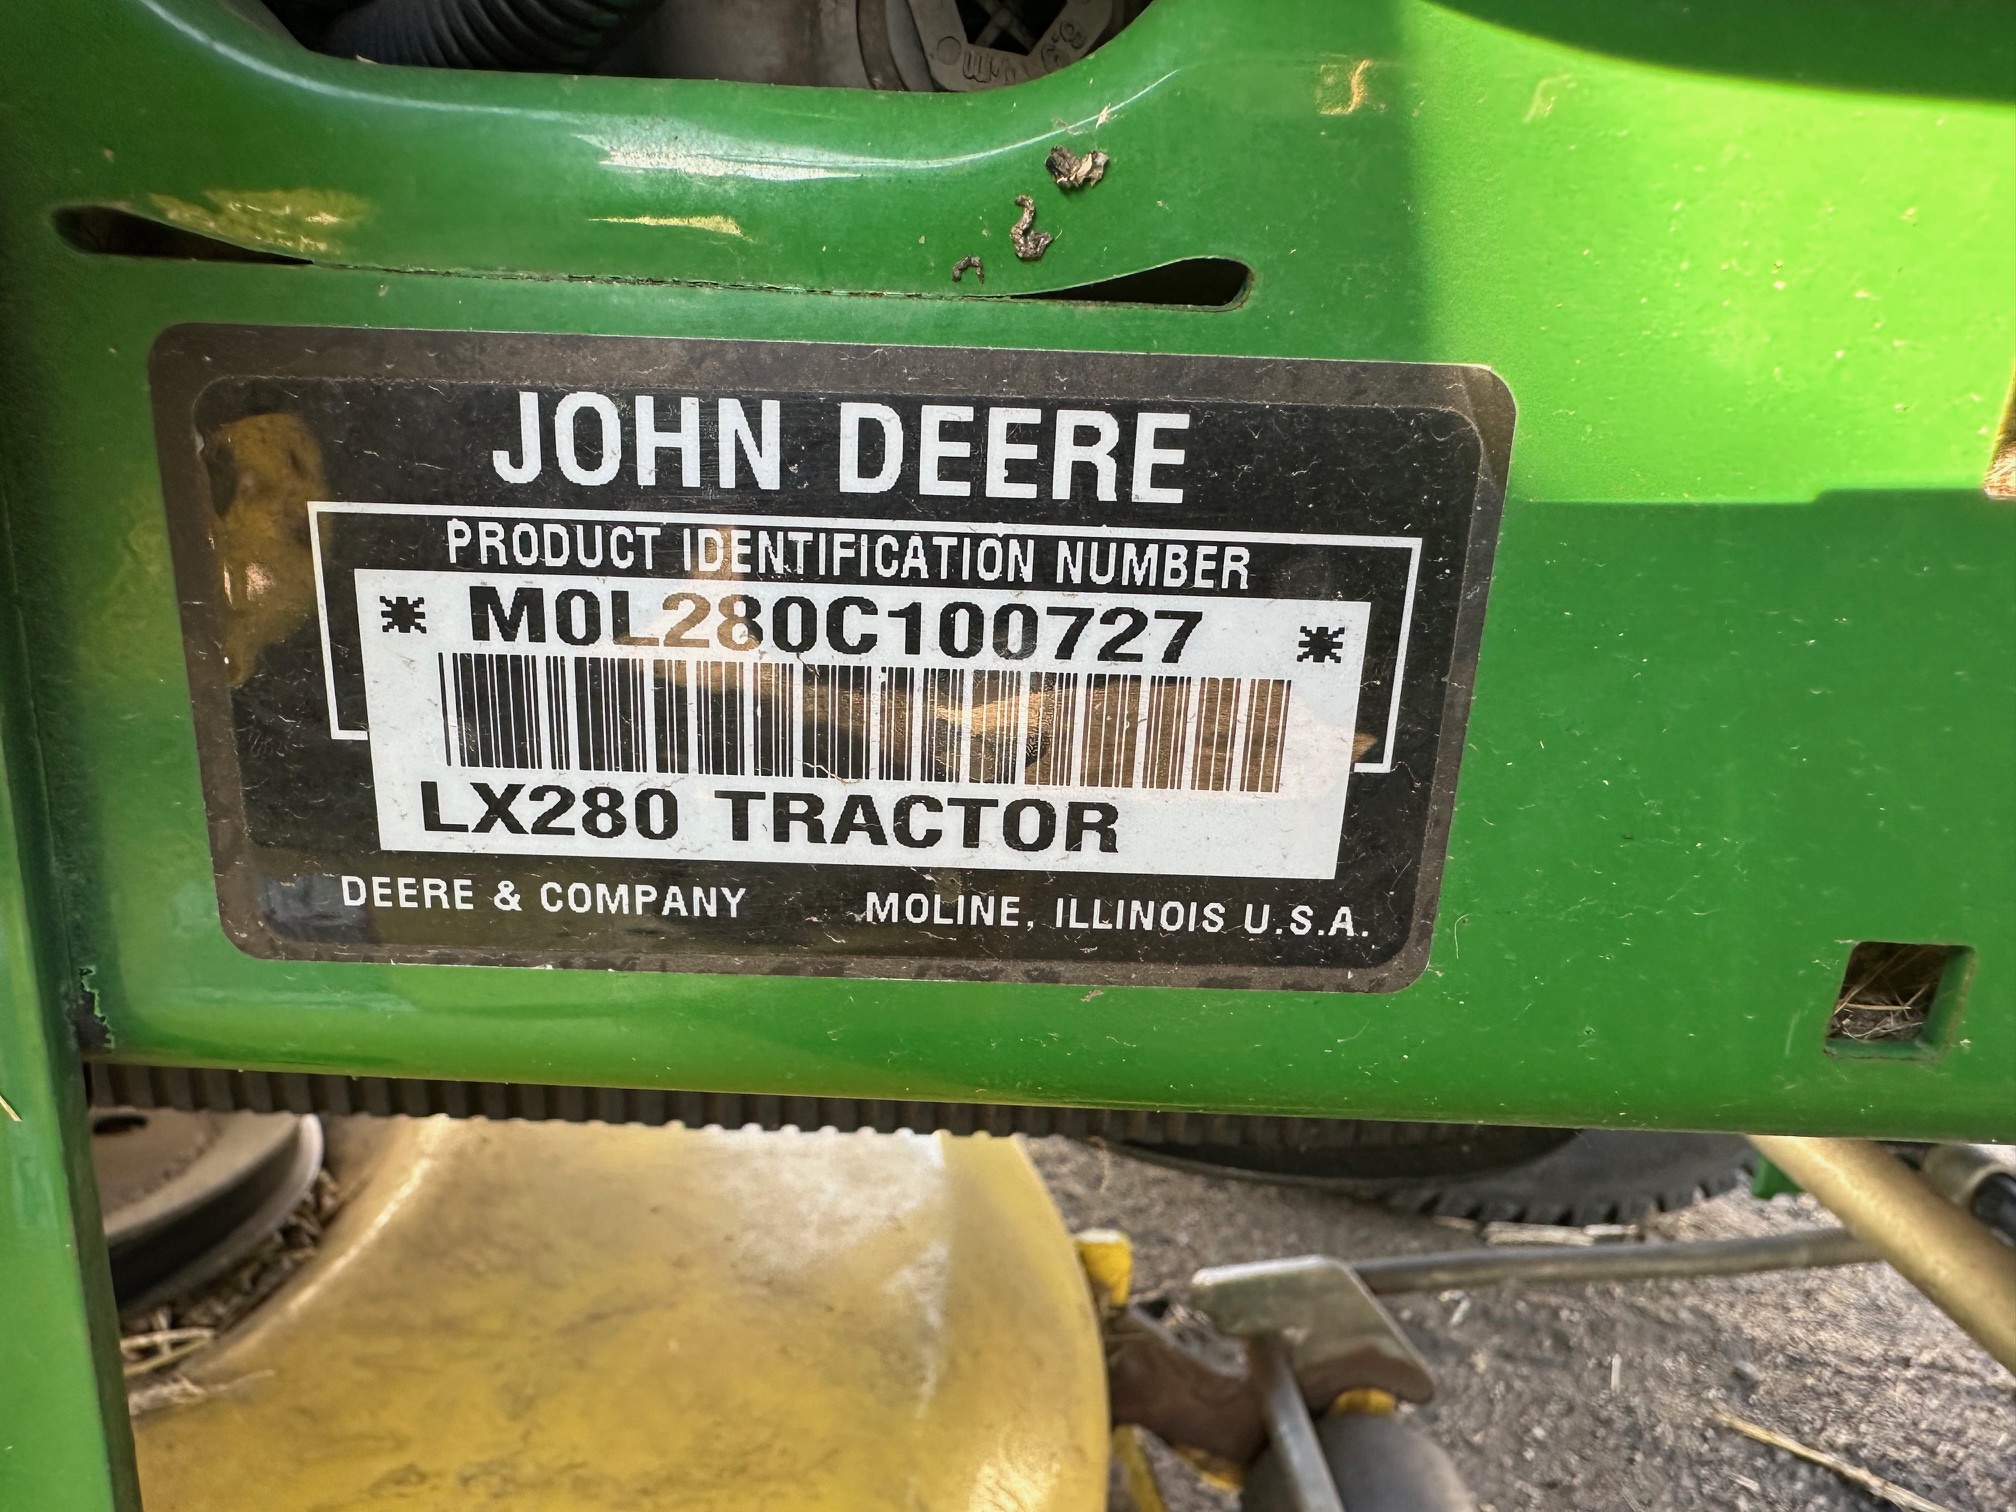 JOHN DEERE
PRODUCT IDENTIFICATION NUMBER
* M0L280C100727 *
LX280 TRACTOR
DEERE & COMPANY MOLINE, ILLINOIS U.S.A.